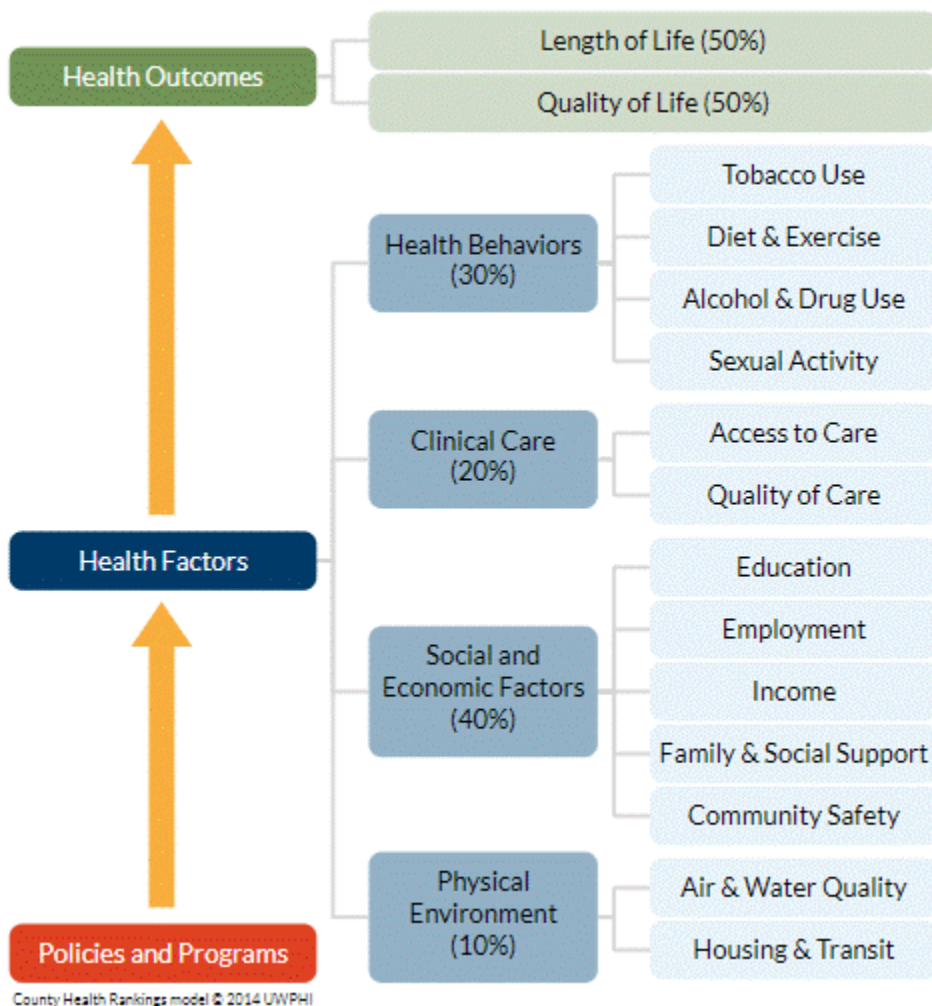 Health Outcomes
Length of Life (50%)
Quality of Life (50%)
Health Factors
Health Behaviors
(30%)
Tobacco Use
Diet & Exercise
Alcohol & Drug Use
Sexual Activity
Clinical Care
(20%)
Access to Care
Quality of Care
Social and
Economic Factors
(40%)
Education
Employment
Income
Family & Social Support
Community Safety
Physical
Environment
(10%)
Air & Water Quality
Housing & Transit
Policies and Programs
County Health Rankings model © 2014 UWPHI